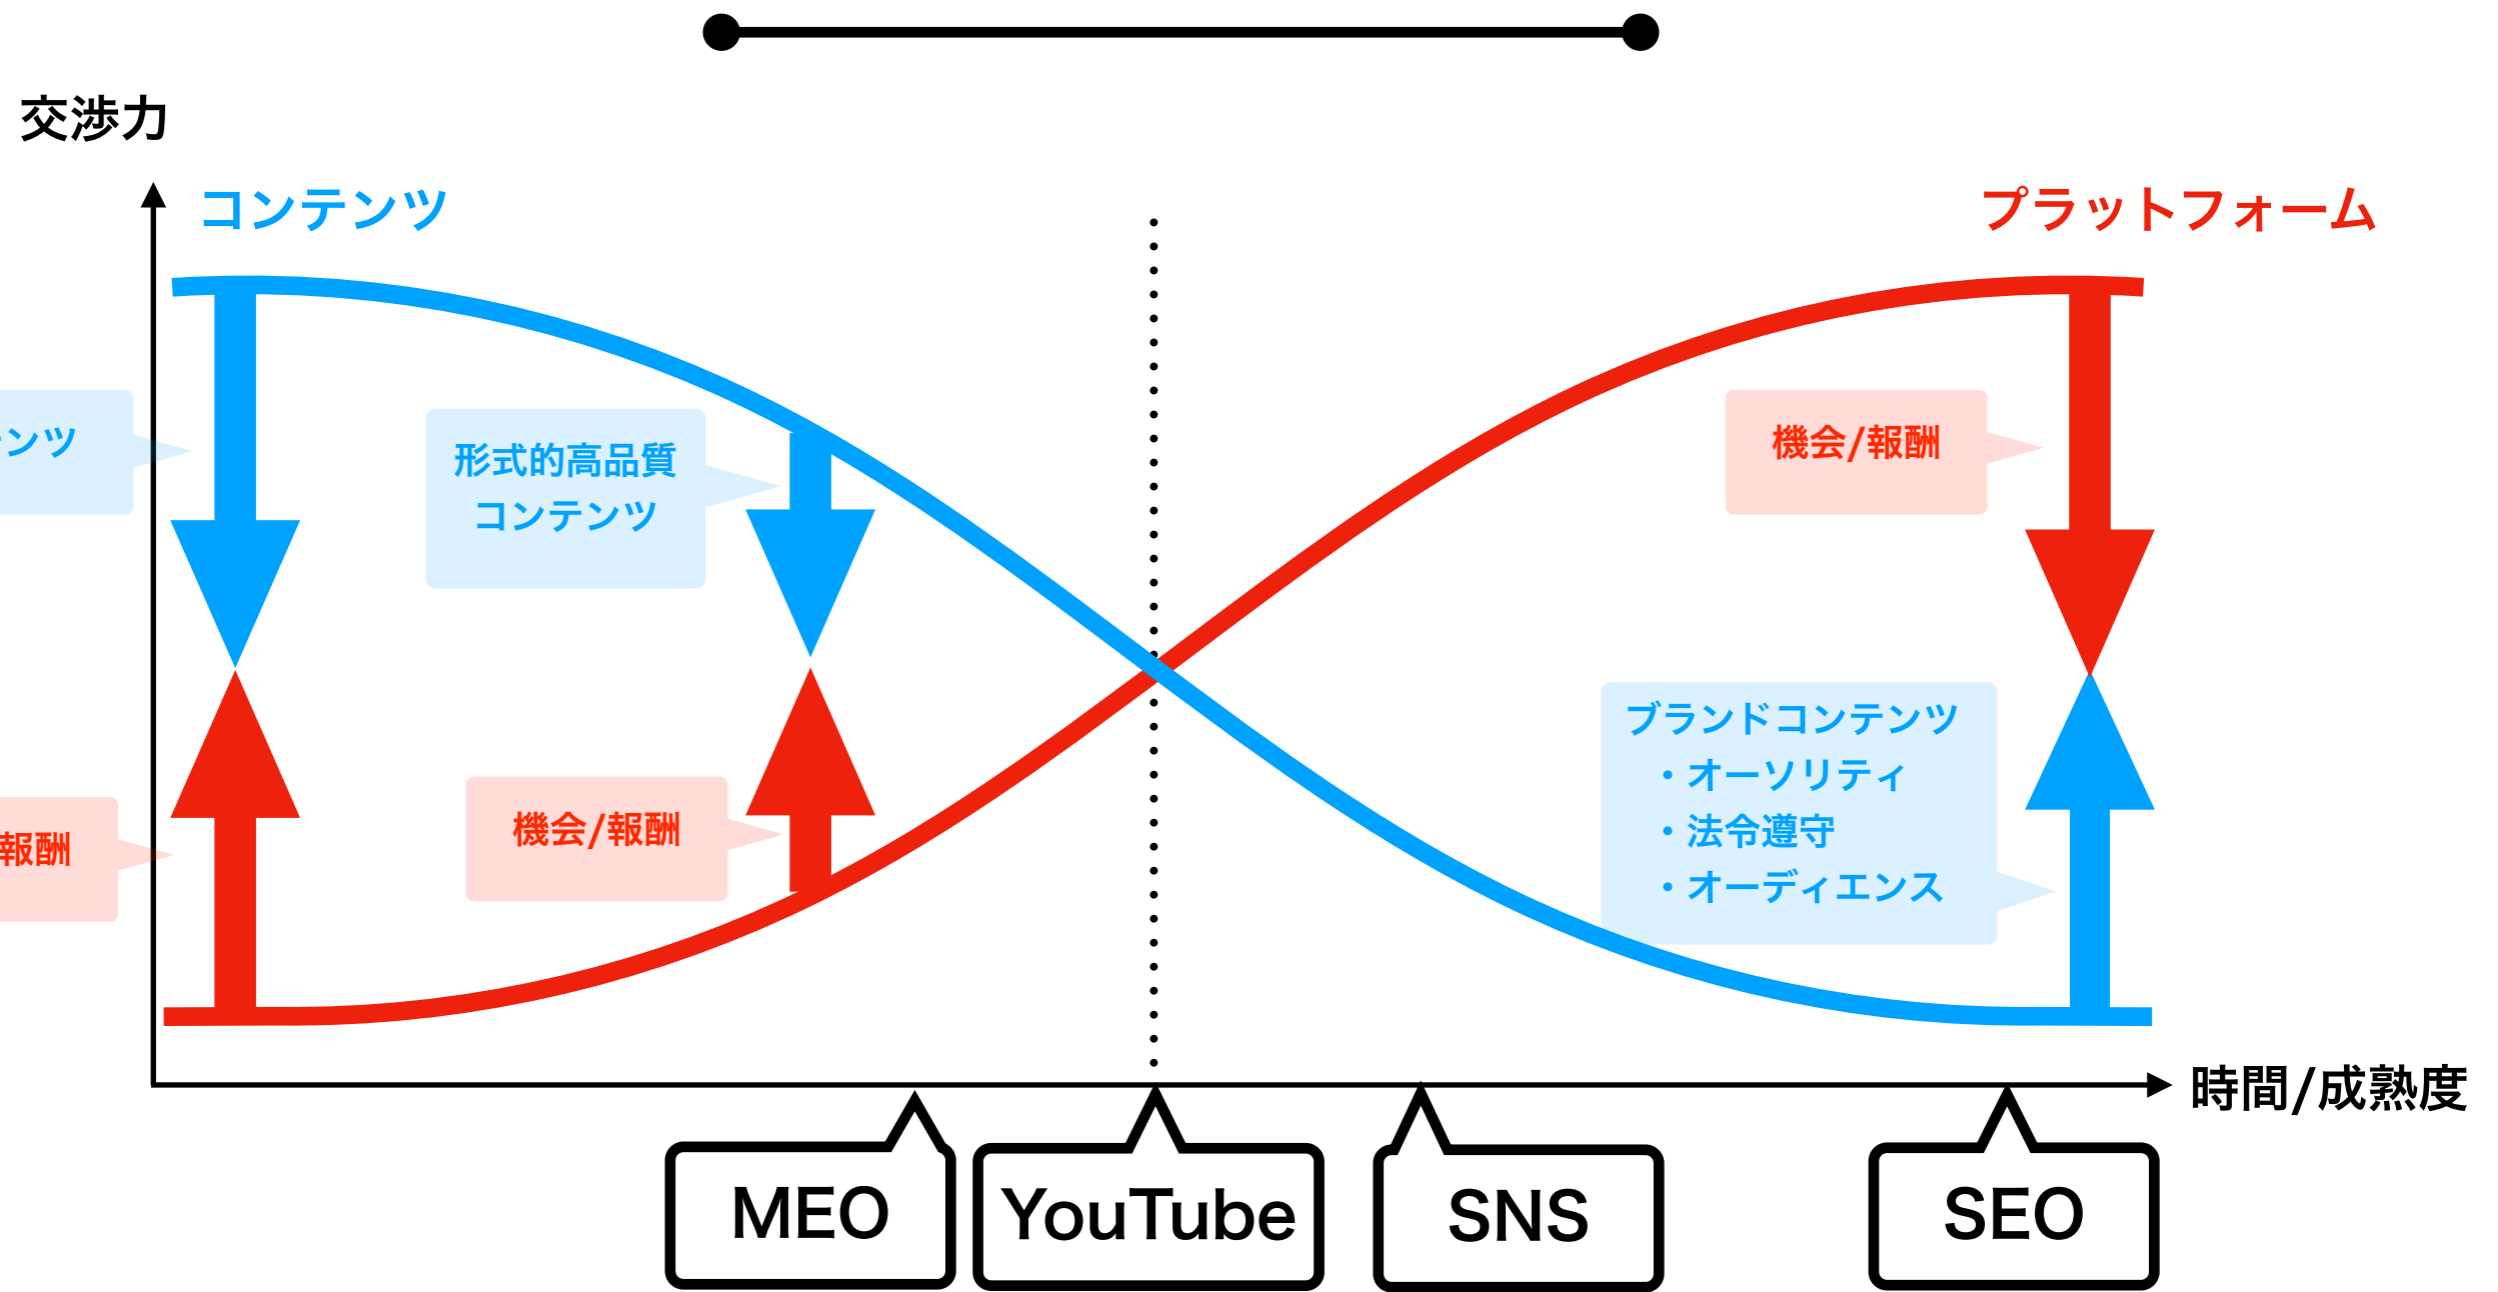 交渉力
コンテンツ
プラットフォーム
ンツ
形式的高品質
コンテンツ
機会/報酬
報酬
機会/報酬
ブランドコンテンツ
・オーソリティ
・法令遵守
・オーディエンス
時間/成熟度
MEO
YouTube
SNS
SEO